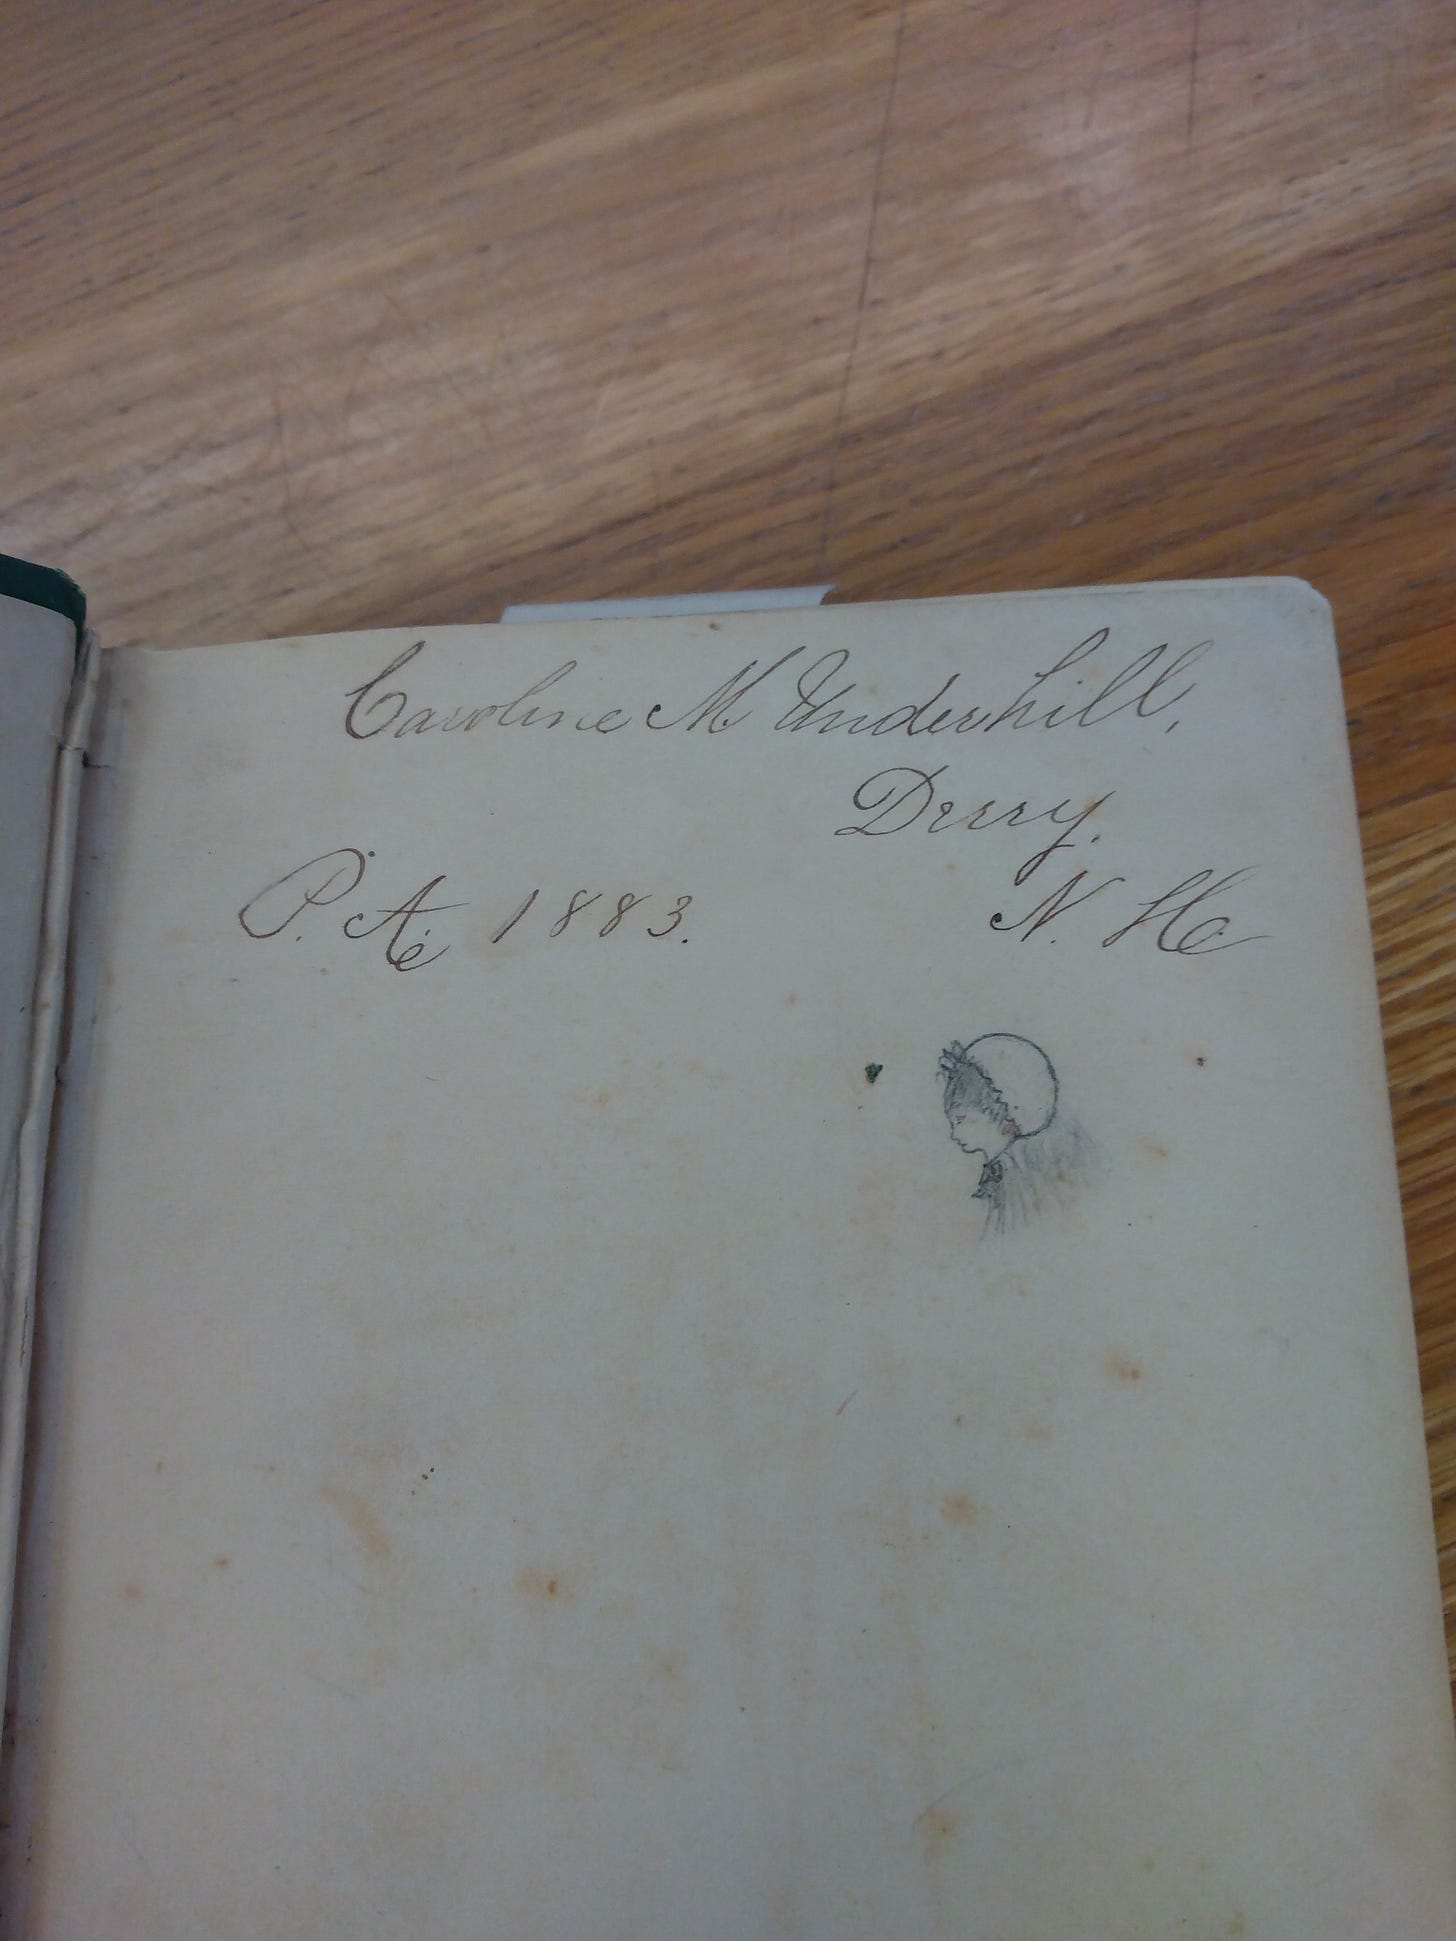 Caroline M Underhill,
Derry.
P. A. 1883. N. H.